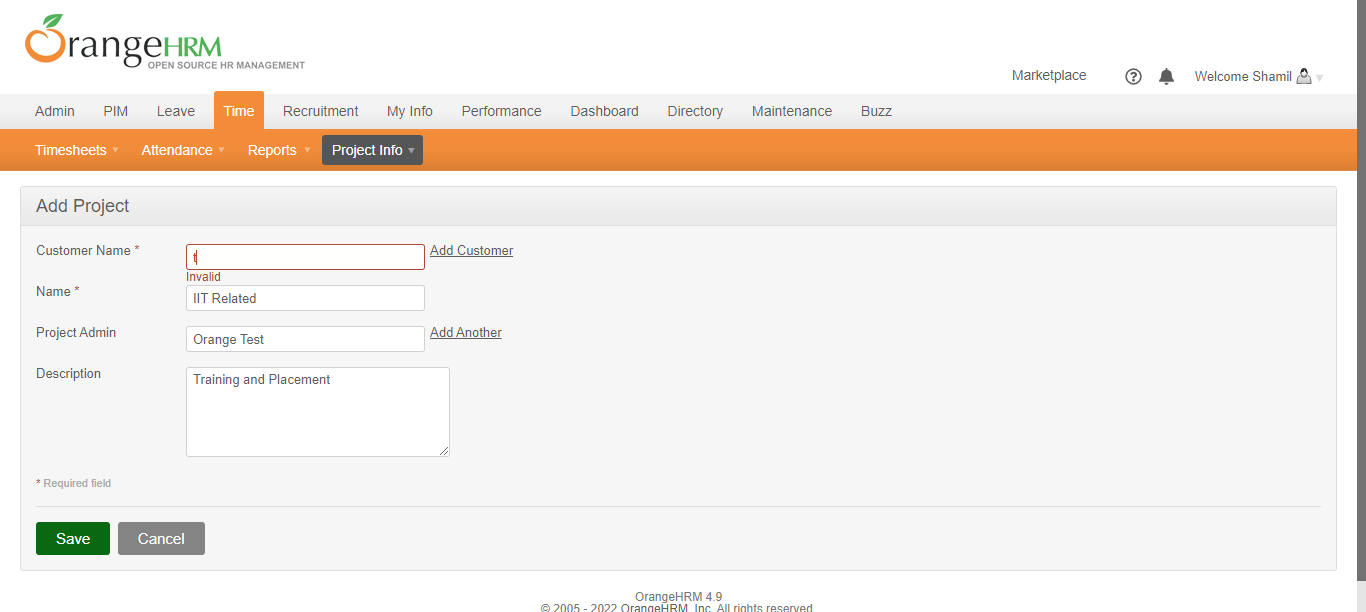 OrangeHRM
OPEN SOURCE HR MANAGEMENT
Marketplace ? Welcome Shamil
Admin PIM Leave Time Recruitment My Info Performance Dashboard Directory Maintenance Buzz
Timesheets Attendance Reports Project Info
Add Project
Customer Name * t Add Customer
Invalid
Name * IIT Related
Project Admin Orange Test Add Another
Description Training and Placement
* Required field
Save Cancel
OrangeHRM 4.9
© 2005 - 2022 OrangeHRM, Inc. All rights reserved.